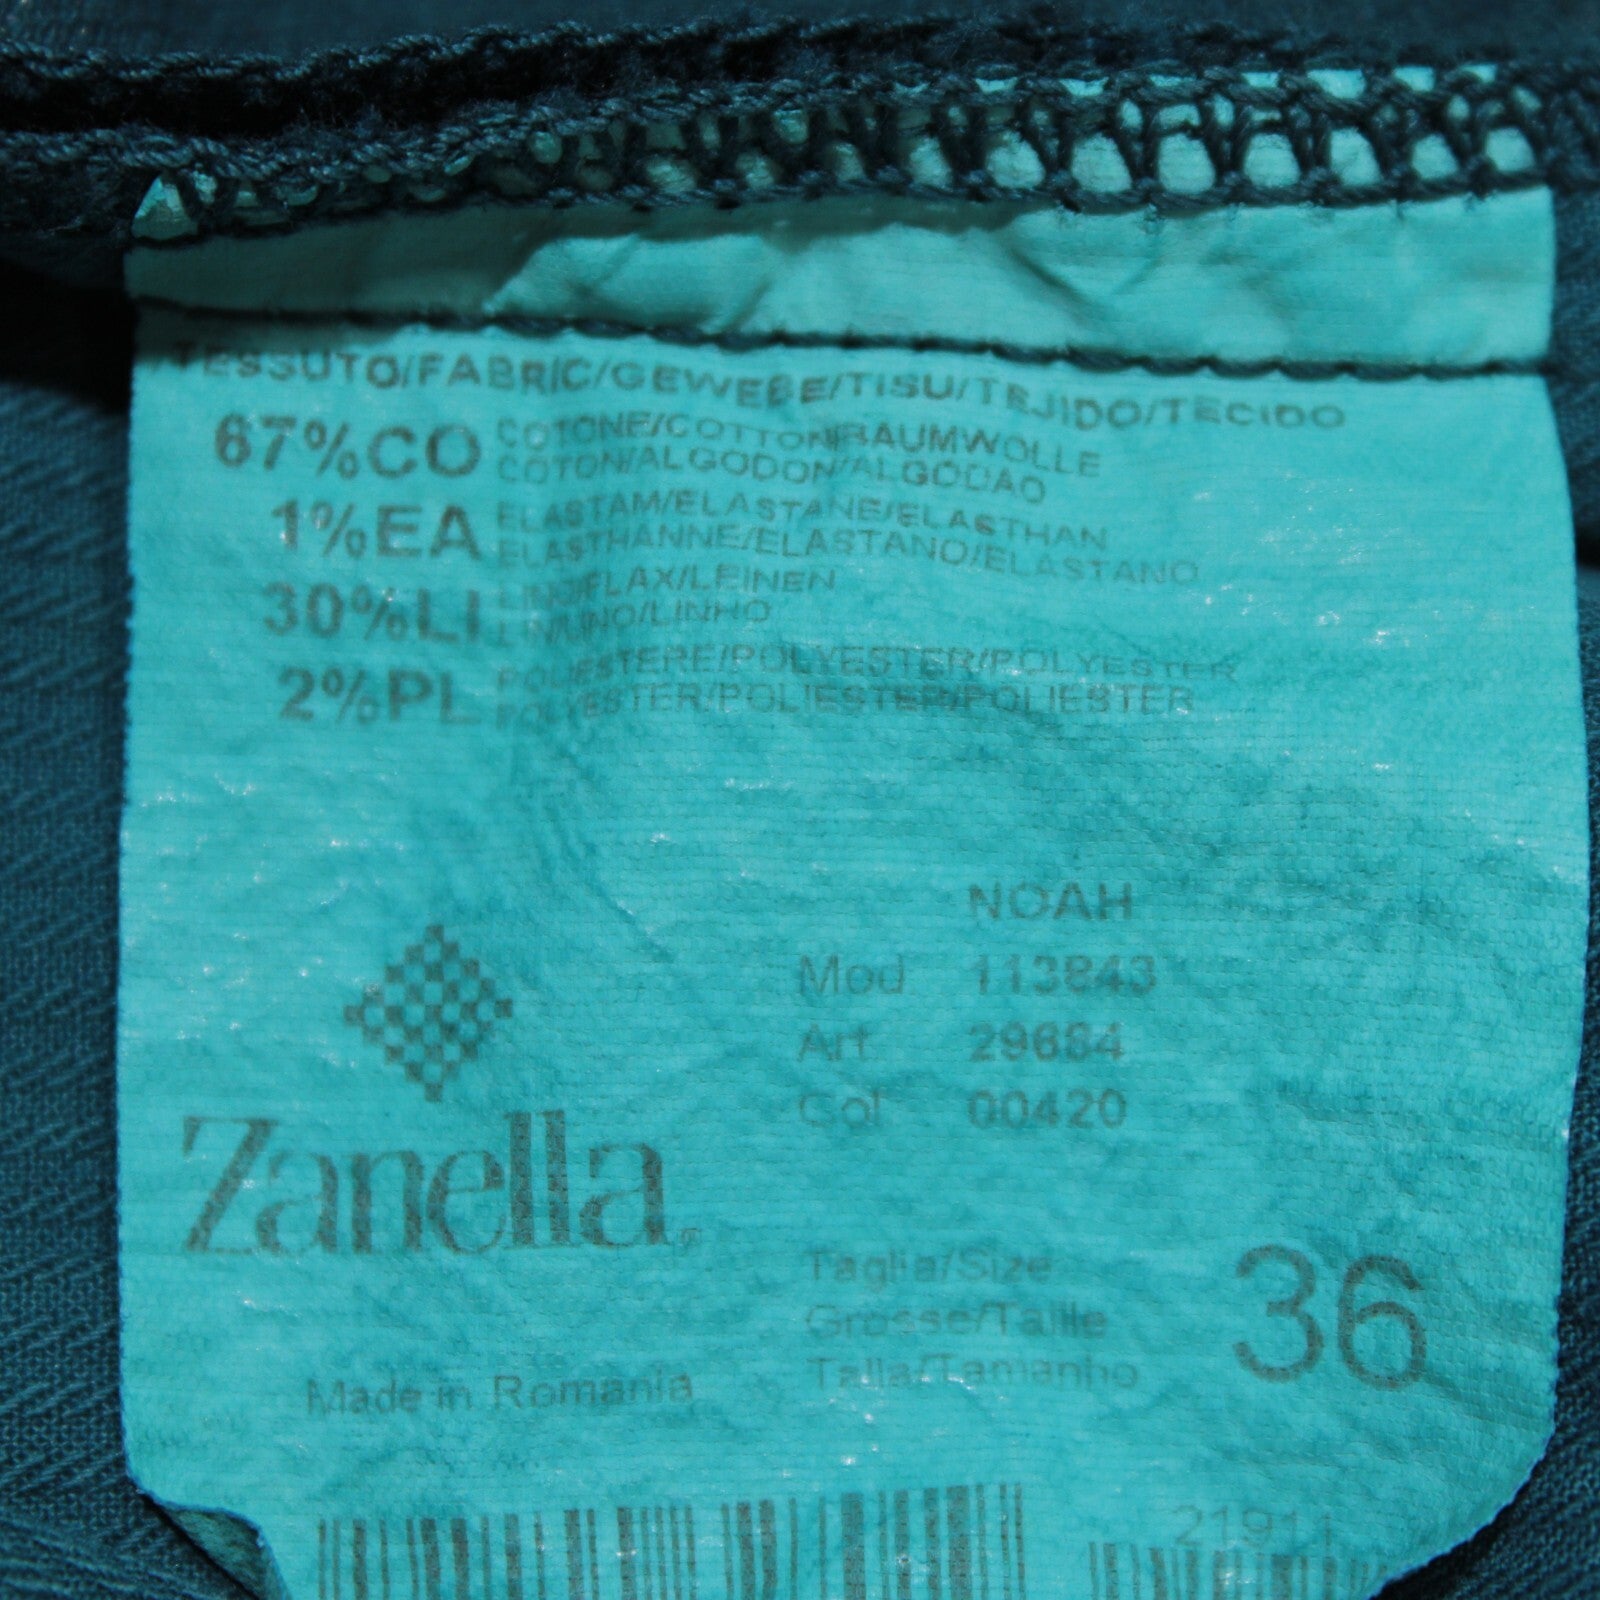 TESSUTO/FABRIC/GEWEBE/TISU/TEJIDO/TECIDO
67%CO COTONE/COTTON/BAUMWOLLE
COTON/ALGODON/ALGODAO
1%EA ELASTAM/ELASTANE/ELASTHAN
ELASTHANNE/ELASTANO/ELASTANO
30%LI LINO/FLAX/LEINEN
LIN/LINO/LINHO
2%PL POLIESTERE/POLYESTER/POLYESTER
POLYESTER/POLIESTER/POLIESTER
NOAH
Mod 113843
Art 29684
Col 00420
Zanella
Taglia/Size
Grosse/Taille
Talla/Tamanho
36
Made in Romania
21911